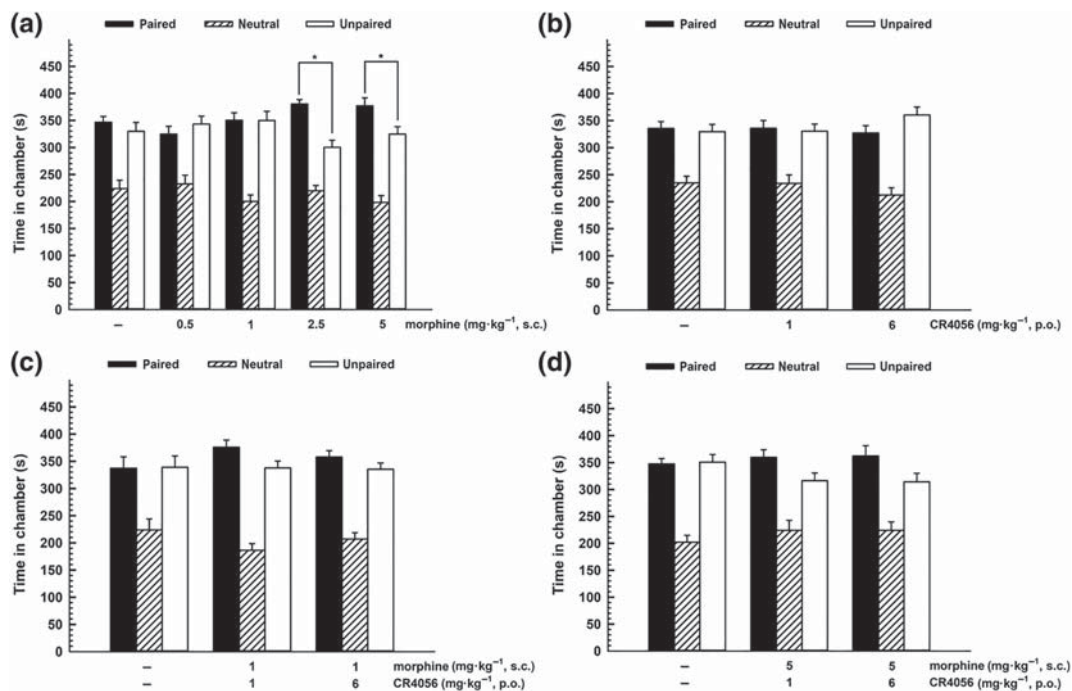 (a)
Paired Neutral Unpaired
450
400
350
300
250
200
150
100
50
0
Time in chamber (s)
* *
– 0.5 1 2.5 5 morphine (mg·kg⁻¹, s.c.)
(b)
Paired Neutral Unpaired
450
400
350
300
250
200
150
100
50
0
Time in chamber (s)
– 1 6 CR4056 (mg·kg⁻¹, p.o.)
(c)
Paired Neutral Unpaired
450
400
350
300
250
200
150
100
50
0
Time in chamber (s)
– 1 1 morphine (mg·kg⁻¹, s.c.)
– 1 6 CR4056 (mg·kg⁻¹, p.o.)
(d)
Paired Neutral Unpaired
450
400
350
300
250
200
150
100
50
0
Time in chamber (s)
– 5 5 morphine (mg·kg⁻¹, s.c.)
– 1 6 CR4056 (mg·kg⁻¹, p.o.)